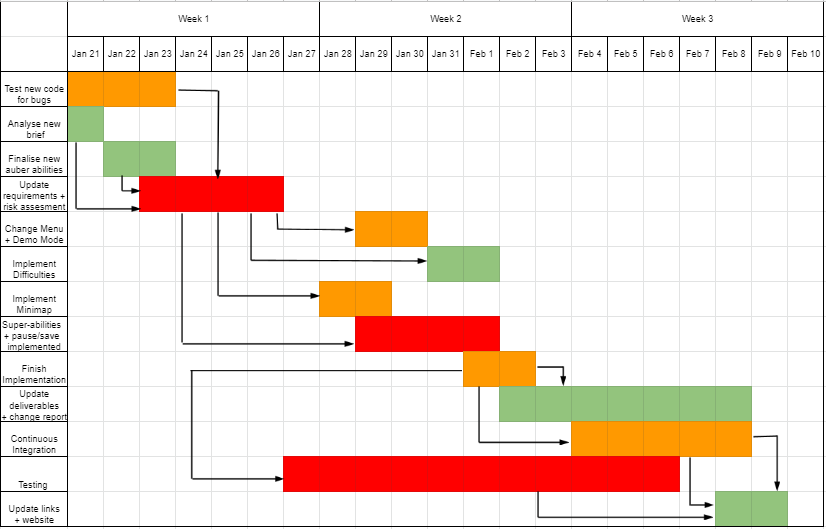 Week 1
Week 2
Week 3
Jan 21
Jan 22
Jan 23
Jan 24
Jan 25
Jan 26
Jan 27
Jan 28
Jan 29
Jan 30
Jan 31
Feb 1
Feb 2
Feb 3
Feb 4
Feb 5
Feb 6
Feb 7
Feb 8
Feb 9
Feb 10
Test new code
for bugs
Analyse new
brief
Finalise new
auber abilities
Update
requirements +
risk assesment
Change Menu
+ Demo Mode
Implement
Difficulties
Implement
Minimap
Super-abilities
+ pause/save
implemented
Finish
Implementation
Update
deliverables
+ change report
Continuous
Integration
Testing
Update links
+ website